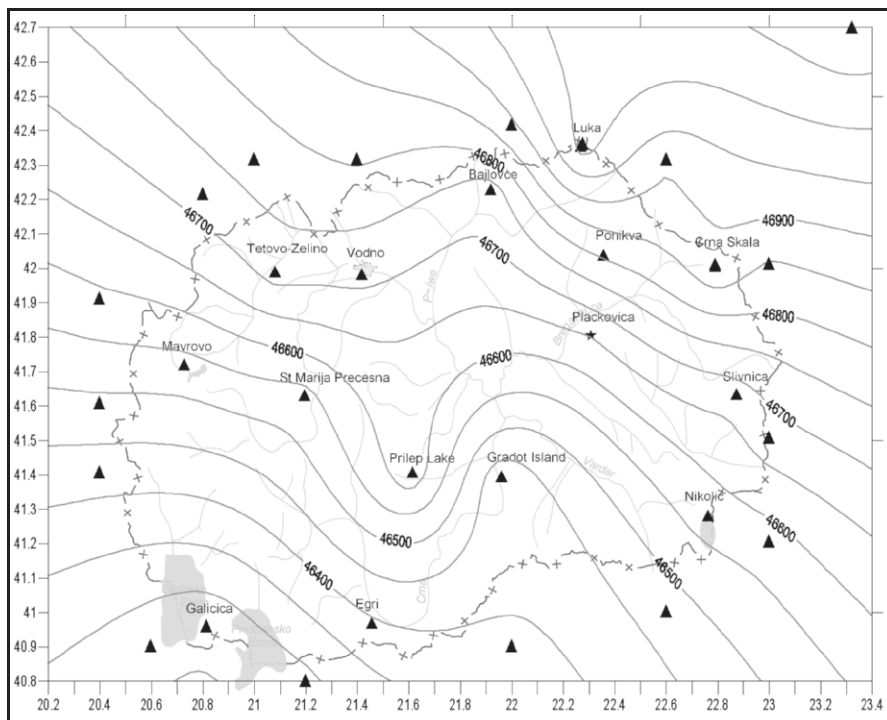 42.7
42.6
42.5
42.4
42.3
42.2
42.1
42
41.9
41.8
41.7
41.6
41.5
41.4
41.3
41.2
41.1
41
40.9
40.8
20.2 20.4 20.6 20.8 21 21.2 21.4 21.6 21.8 22 22.2 22.4 22.6 22.8 23 23.2 23.4
Luka
46800
Bajlovce
46700
46900
Tetovo-Zelino
Vodno
46700
Ponikva
Crna Skala
46800
Plackovica
Mavrovo
46600
46600
St Marija Precesna
Slivnica
46700
Prilep Lake
Gradot Island
Vardar
Nikolic
46500
46600
46400
46500
Crna
Egri
Galicica